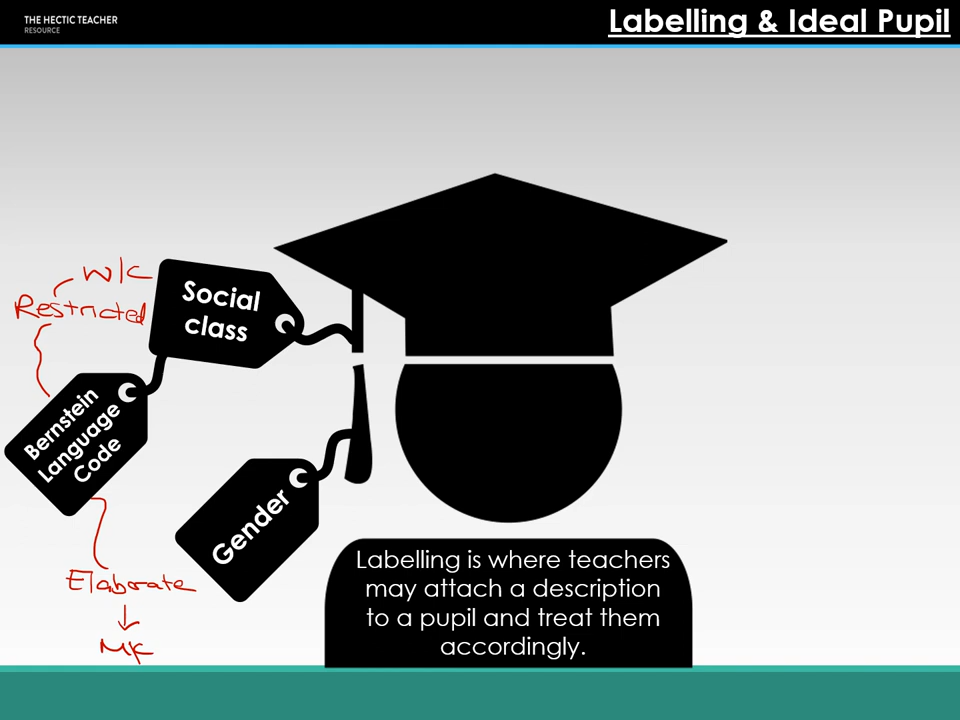 THE HECTIC TEACHER
RESOURCE
Labelling & Ideal Pupil
W/C
Restricted
Social
class
Bernstein
Language
Code
Gender
Elaborate
Labelling is where teachers
may attach a description
to a pupil and treat them
accordingly.